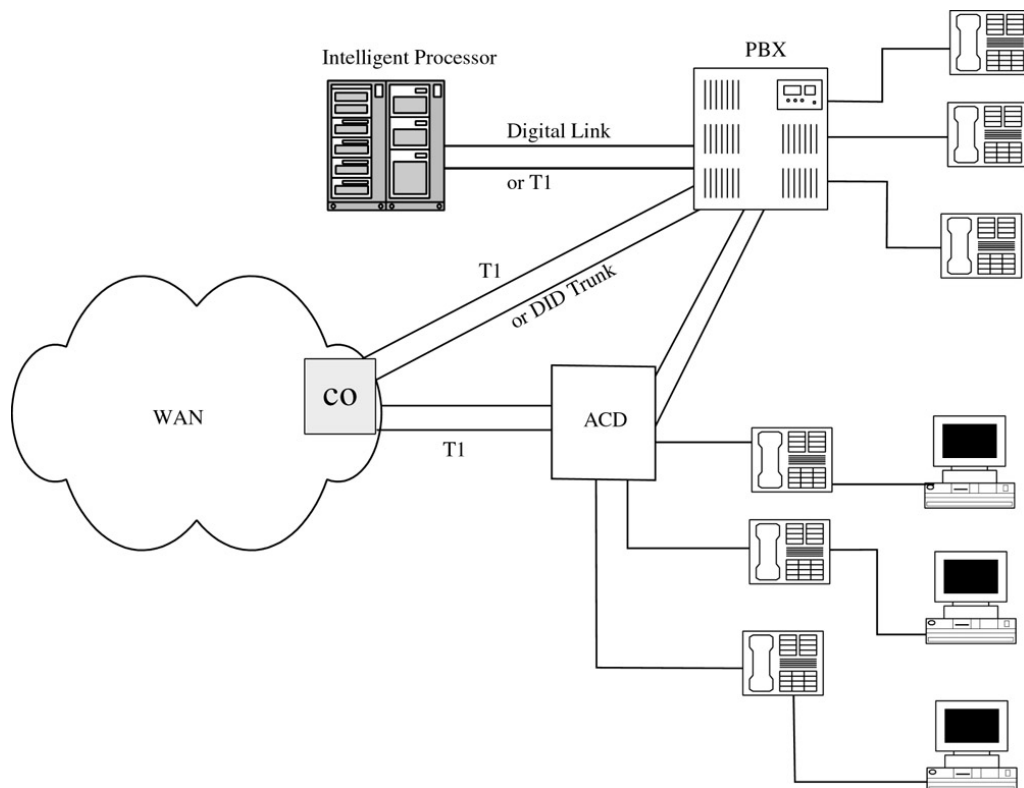 PBX
Intelligent Processor
Digital Link
or T1
T1
or DID Trunk
CO
WAN
ACD
T1